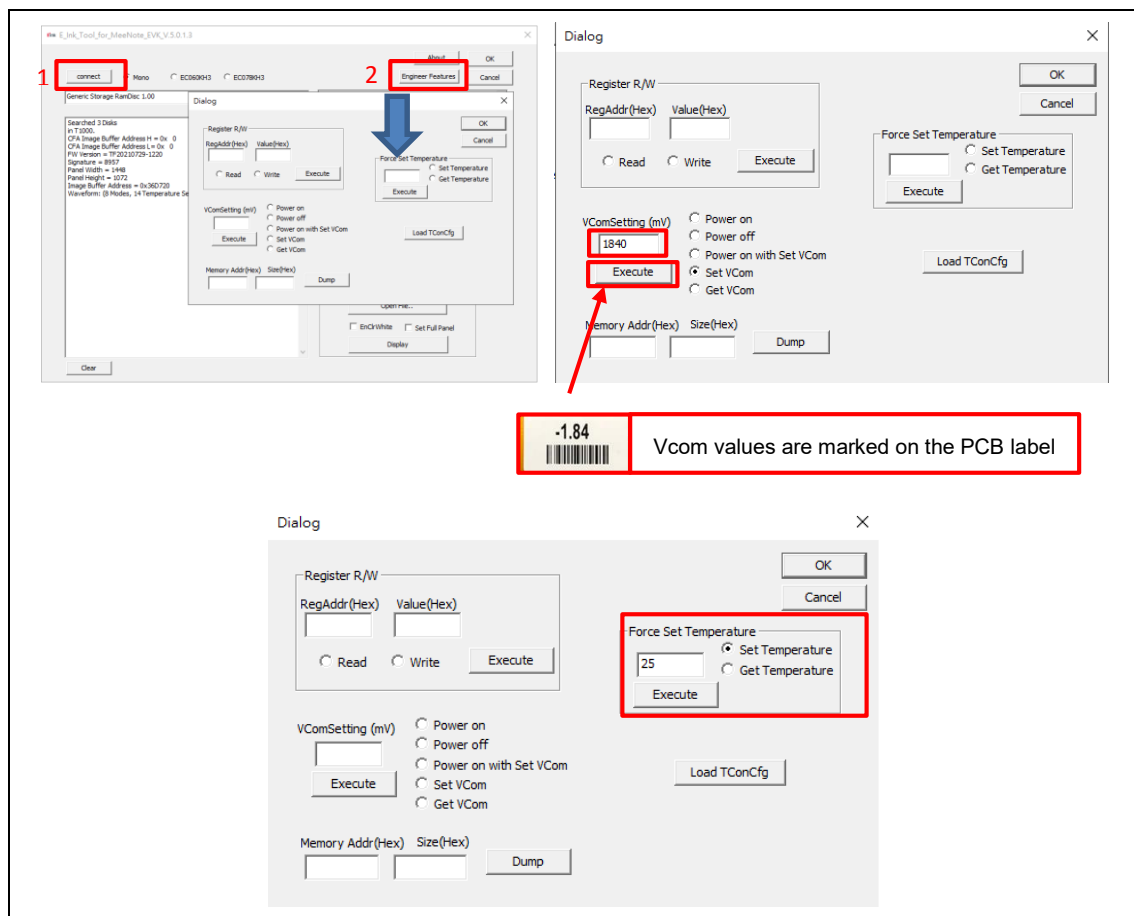 E_Ink_Tool_for_MeeNote_EVK_V.5.0.1.3
About
OK
1
connect
Mono
EC060KH3
EC078KH3
2
Engineer Features
Cancel
Generic Storage RamDisc 1.00
Searched 3 Disks
in T1000.
CFA Image Buffer Address H = 0x 0
CFA Image Buffer Address L= 0x 0
FW Version = TP20210729-1220
Signature = 8957
Panel Width = 1448
Panel Height = 1072
Image Buffer Address = 0x36D720
Waveform: (8 Modes, 14 Temperature Se
Dialog
OK
Cancel
Register R/W
RegAddr(Hex) Value(Hex)
Read Write Execute
Force Set Temperature
Set Temperature
Get Temperature
Execute
VComSetting (mV)
Execute
Power on
Power off
Power on with Set VCom
Set VCom
Get VCom
Load TConCfg
Memory Addr(Hex) Size(Hex)
Dump
Open File...
EnClrWhite Set Full Panel
Display
Clear
Dialog
OK
Cancel
Register R/W
RegAddr(Hex) Value(Hex)
Read Write Execute
Force Set Temperature
Set Temperature
Get Temperature
Execute
VComSetting (mV)
1840
Execute
Power on
Power off
Power on with Set VCom
Set VCom
Get VCom
Load TConCfg
Memory Addr(Hex) Size(Hex)
Dump
-1.84
Vcom values are marked on the PCB label
Dialog
OK
Cancel
Register R/W
RegAddr(Hex) Value(Hex)
Read Write Execute
Force Set Temperature
25
Set Temperature
Get Temperature
Execute
VComSetting (mV)
Execute
Power on
Power off
Power on with Set VCom
Set VCom
Get VCom
Load TConCfg
Memory Addr(Hex) Size(Hex)
Dump